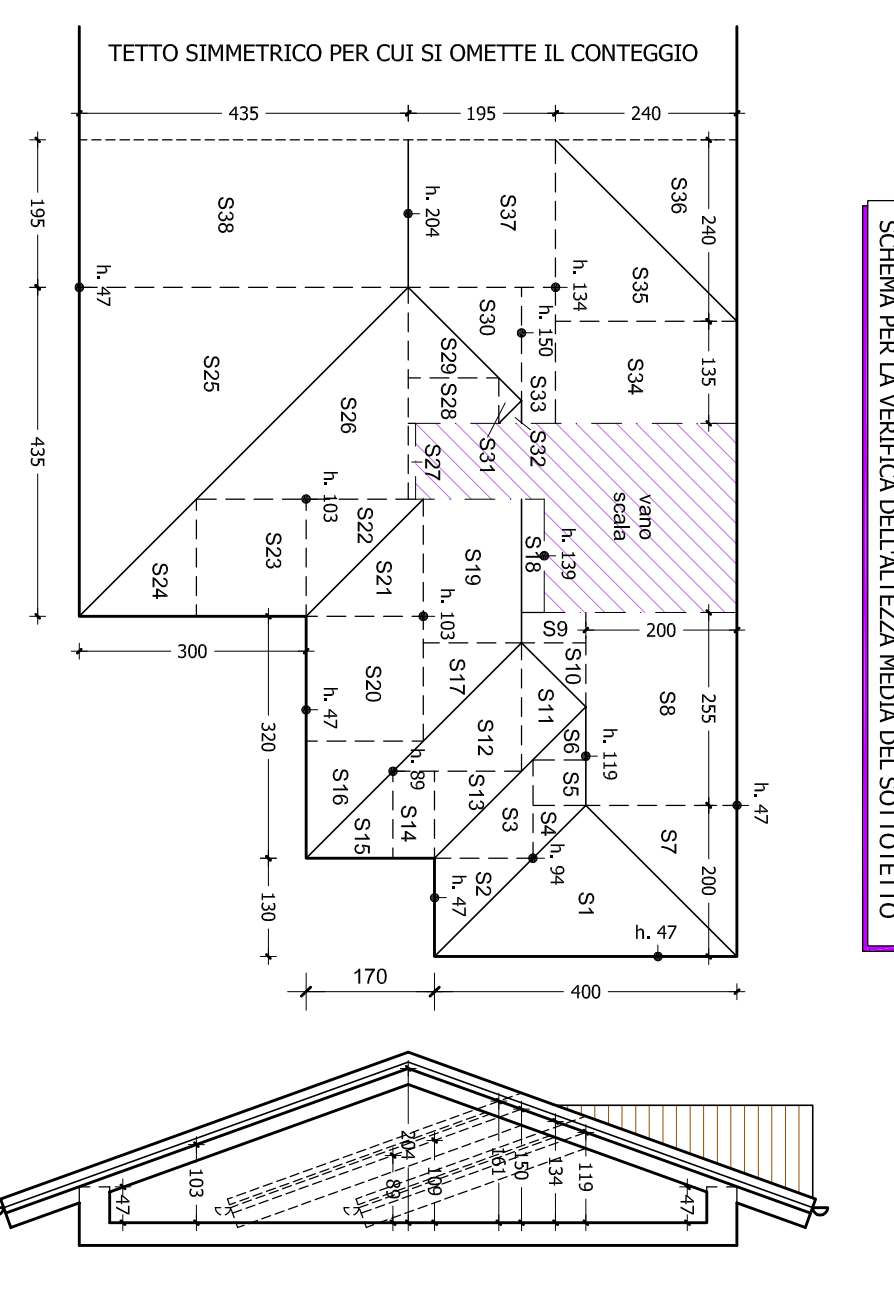 TETTO SIMMETRICO PER CUI SI OMETTE IL CONTEGGIO
SCHEMA PER LA VERIFICA DELL'ALTEZZA MEDIA DEL SOTTOTETTO
435
195
240
195
435
S38
h. 204
S37
S36
240
h. 47
h. 134
S35
S30
h. 150
S25
S29
S28
S33
S34
135
S26
S31
S32
S27
vano
scala
h. 103
S22
S24
S23
S21
S19
S18
h. 139
h. 103
300
S9
200
S10
S20
S17
S8
255
h. 47
S11
320
S12
S6
h. 119
h. 89
S5
h. 47
S16
S13
S14
S3
S4
S15
S7
h. 94
200
S2
h. 47
S1
130
h. 47
170
400
47
103
204
89
109
161
150
134
119
47